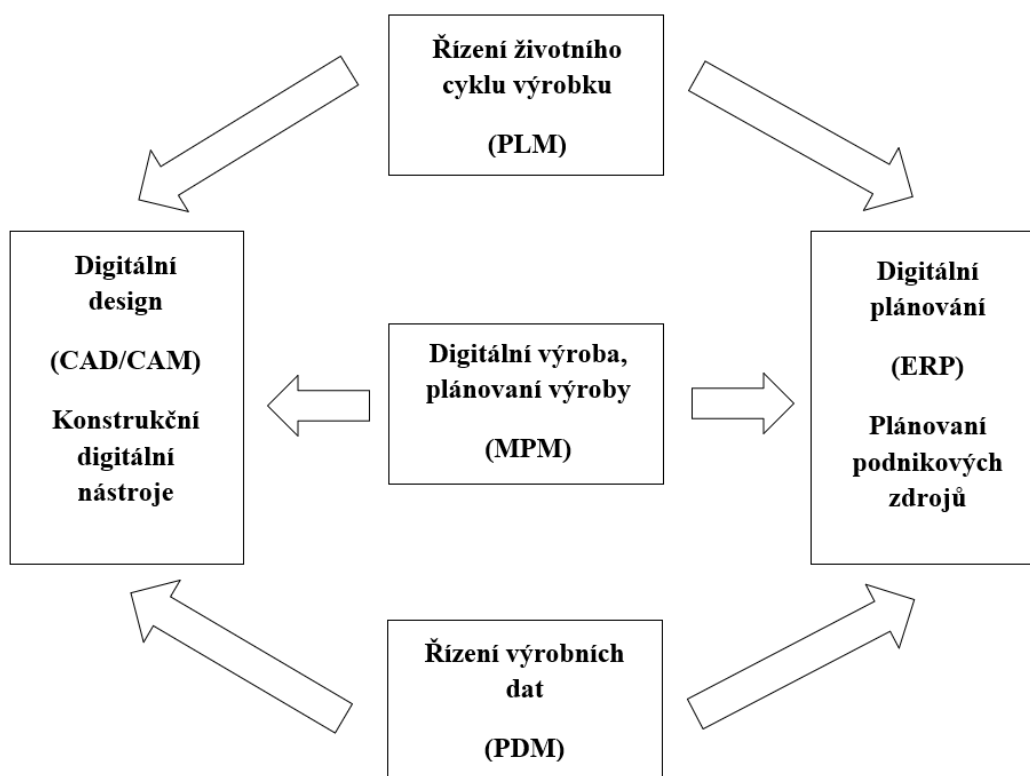 Řízení životního
cyklu výrobku
(PLM)
Digitální
design
(CAD/CAM)
Konstrukční
digitální
nástroje
Digitální výroba,
plánovaní výroby
(MPM)
Digitální
plánování
(ERP)
Plánovaní
podnikových
zdrojů
Řízení výrobních
dat
(PDM)